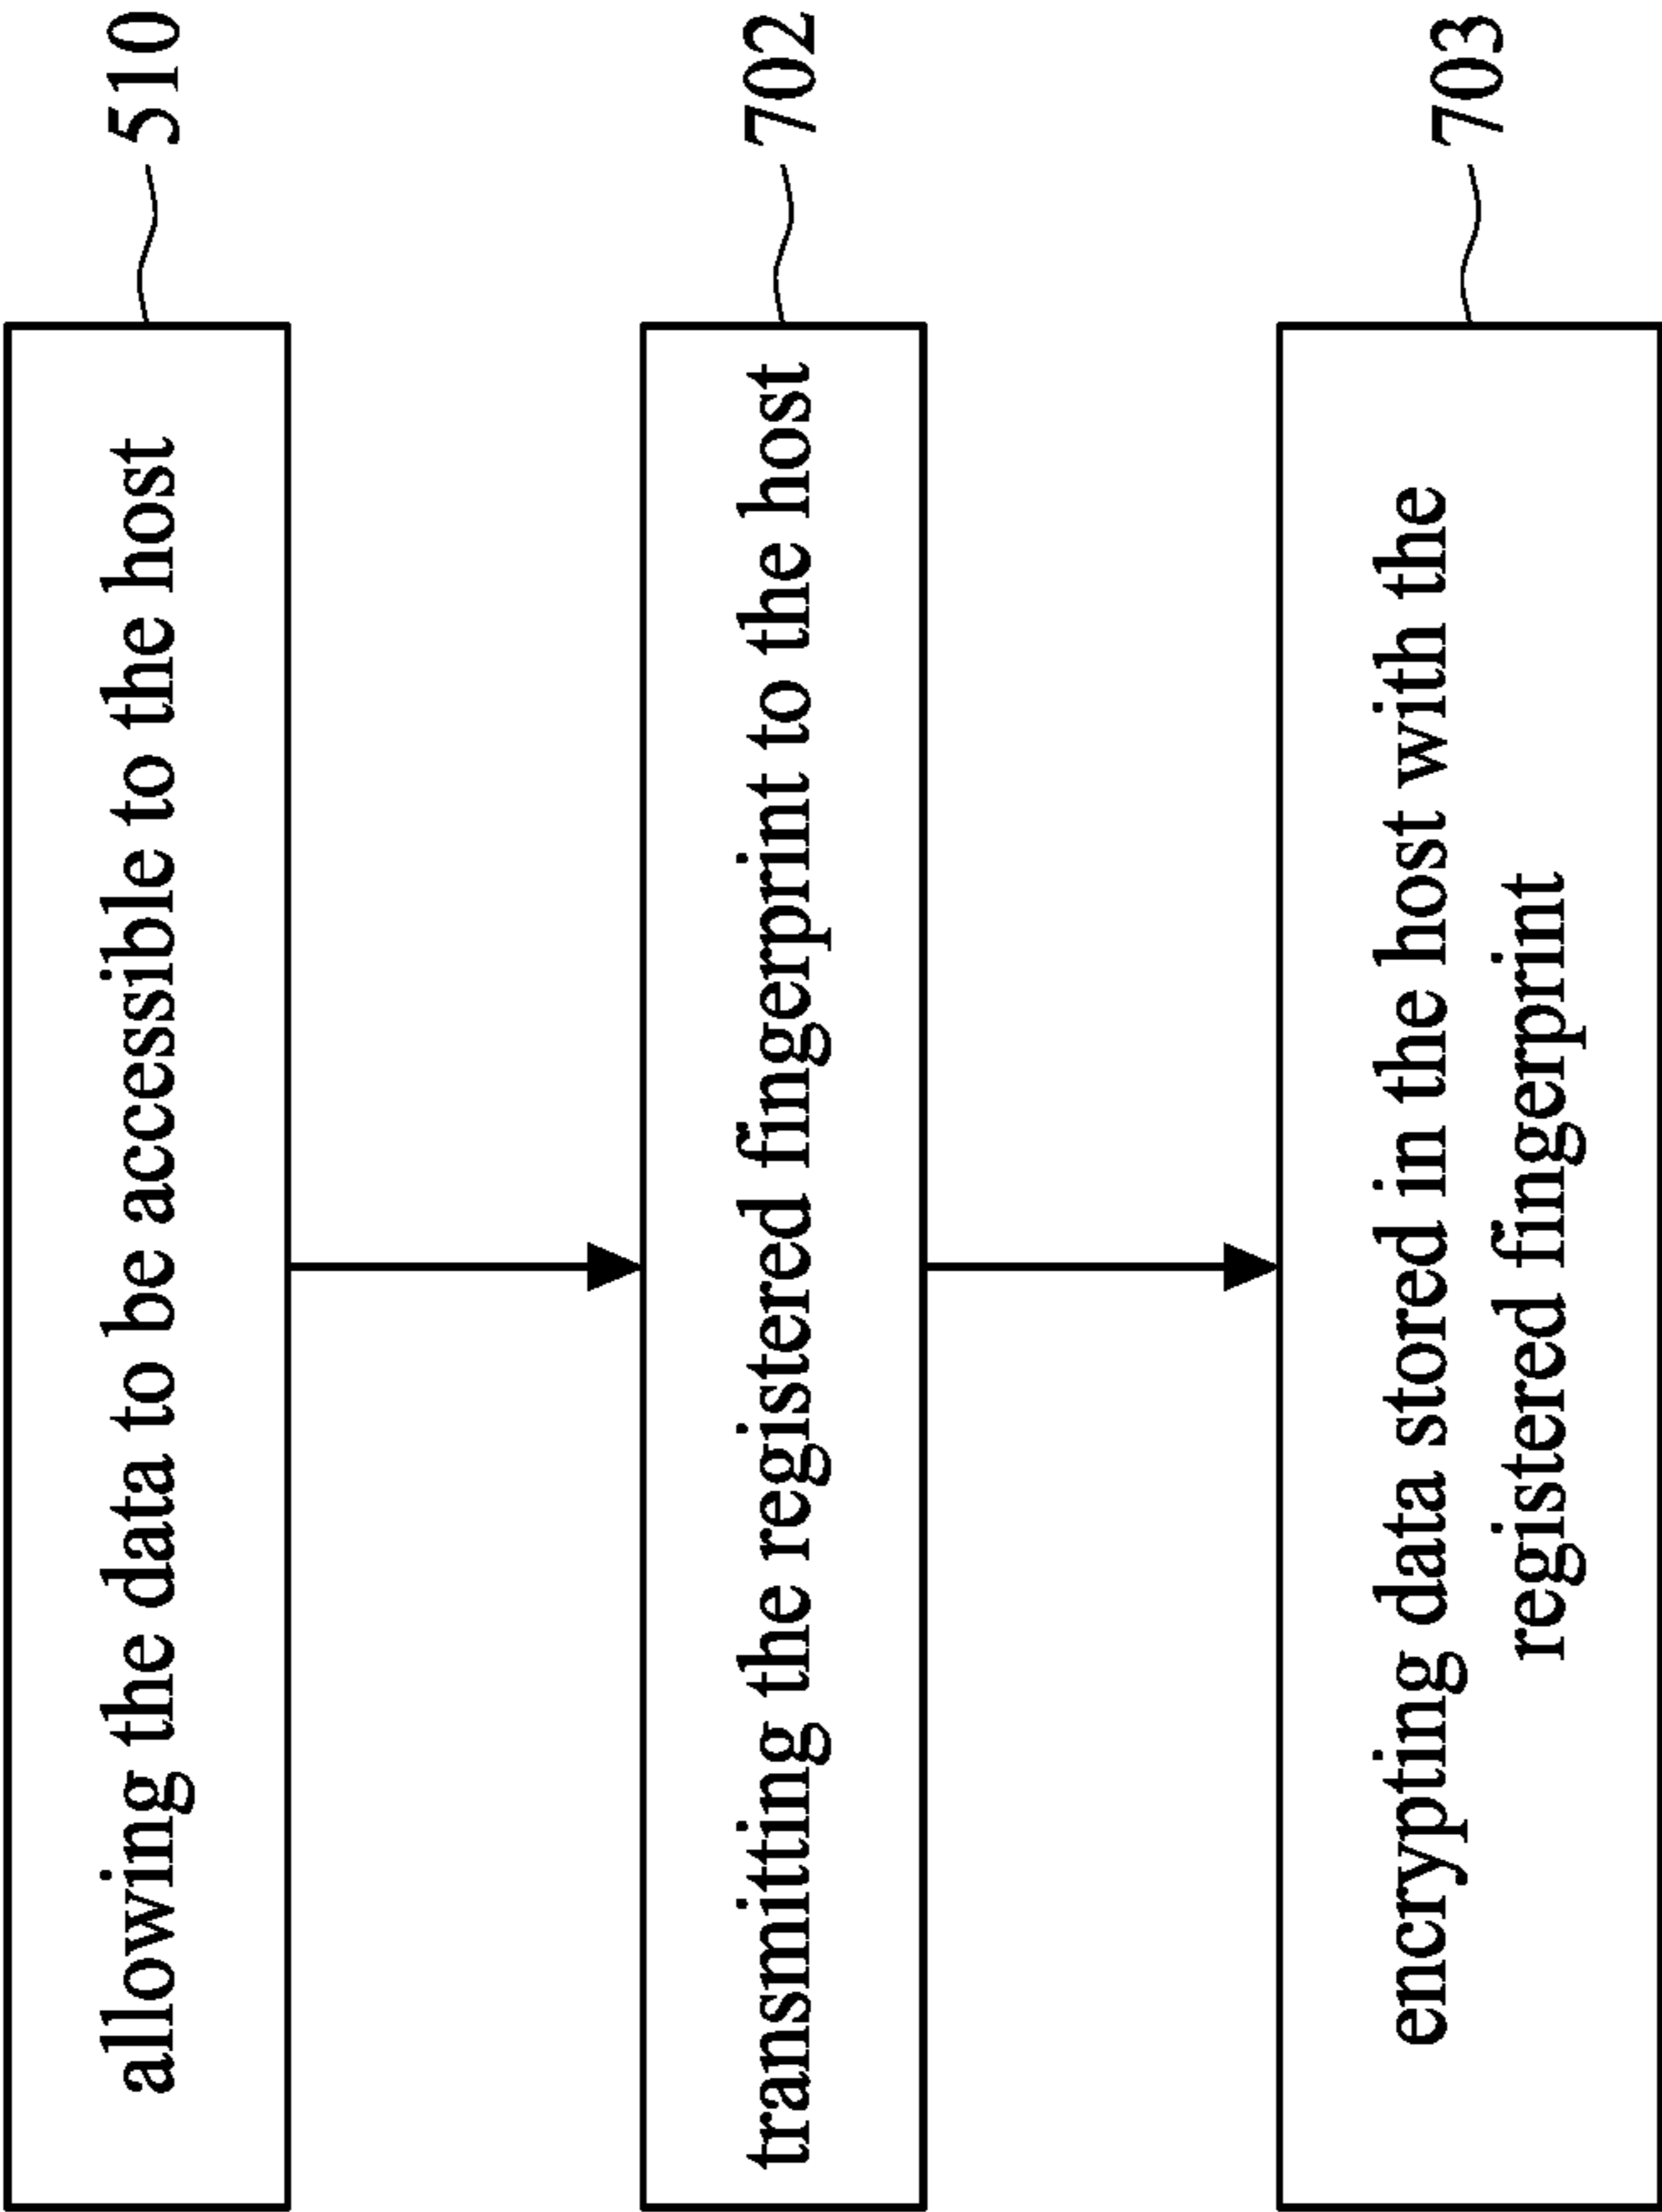 allowing the data to be accessible to the host
510
transmitting the registered fingerprint to the host
702
encrypting data stored in the host with the
registered fingerprint
703